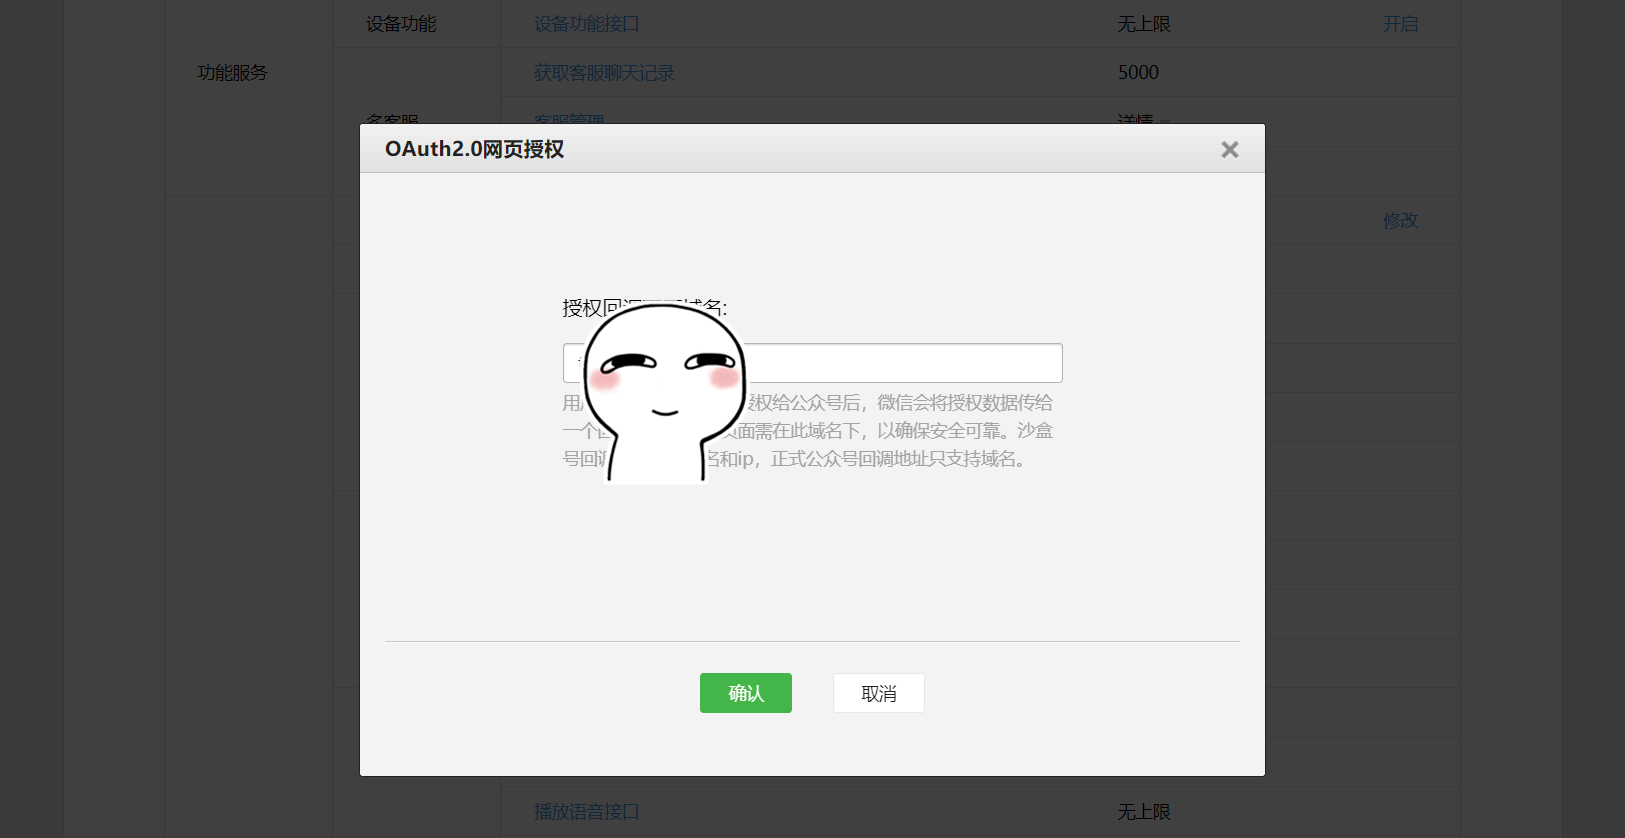 设备功能 设备功能接口 无上限 开启
功能服务 获取客服聊天记录 5000
多客服 客服管理 详情
OAuth2.0网页授权
修改
授权回 名:
用 权给公众号后，微信会将授权数据传给
一个 页面需在此域名下，以确保安全可靠。沙盒
号回调 名和ip，正式公众号回调地址只支持域名。
确认 取消
播放语音接口 无上限